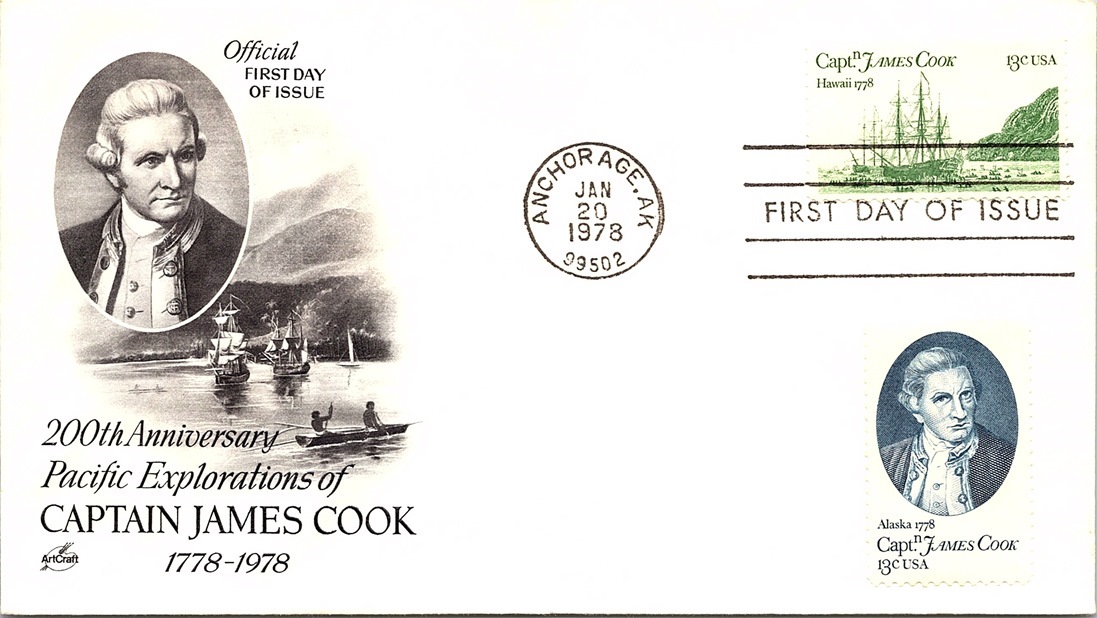 Official
FIRST DAY
OF ISSUE
200th Anniversary
Pacific Explorations of
CAPTAIN JAMES COOK
1778-1978
ArtCraft
ANCHORAGE, AK
JAN
20
1978
99502
Capt.n JAMES COOK 13c USA
Hawaii 1778
FIRST DAY OF ISSUE
Alaska 1778
Capt.n JAMES COOK
13c USA